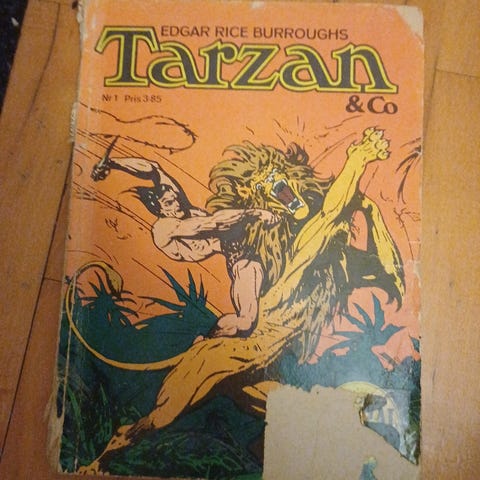 EDGAR RICE BURROUGHS
Tarzan
& Co
Nr 1 Pris 3:85